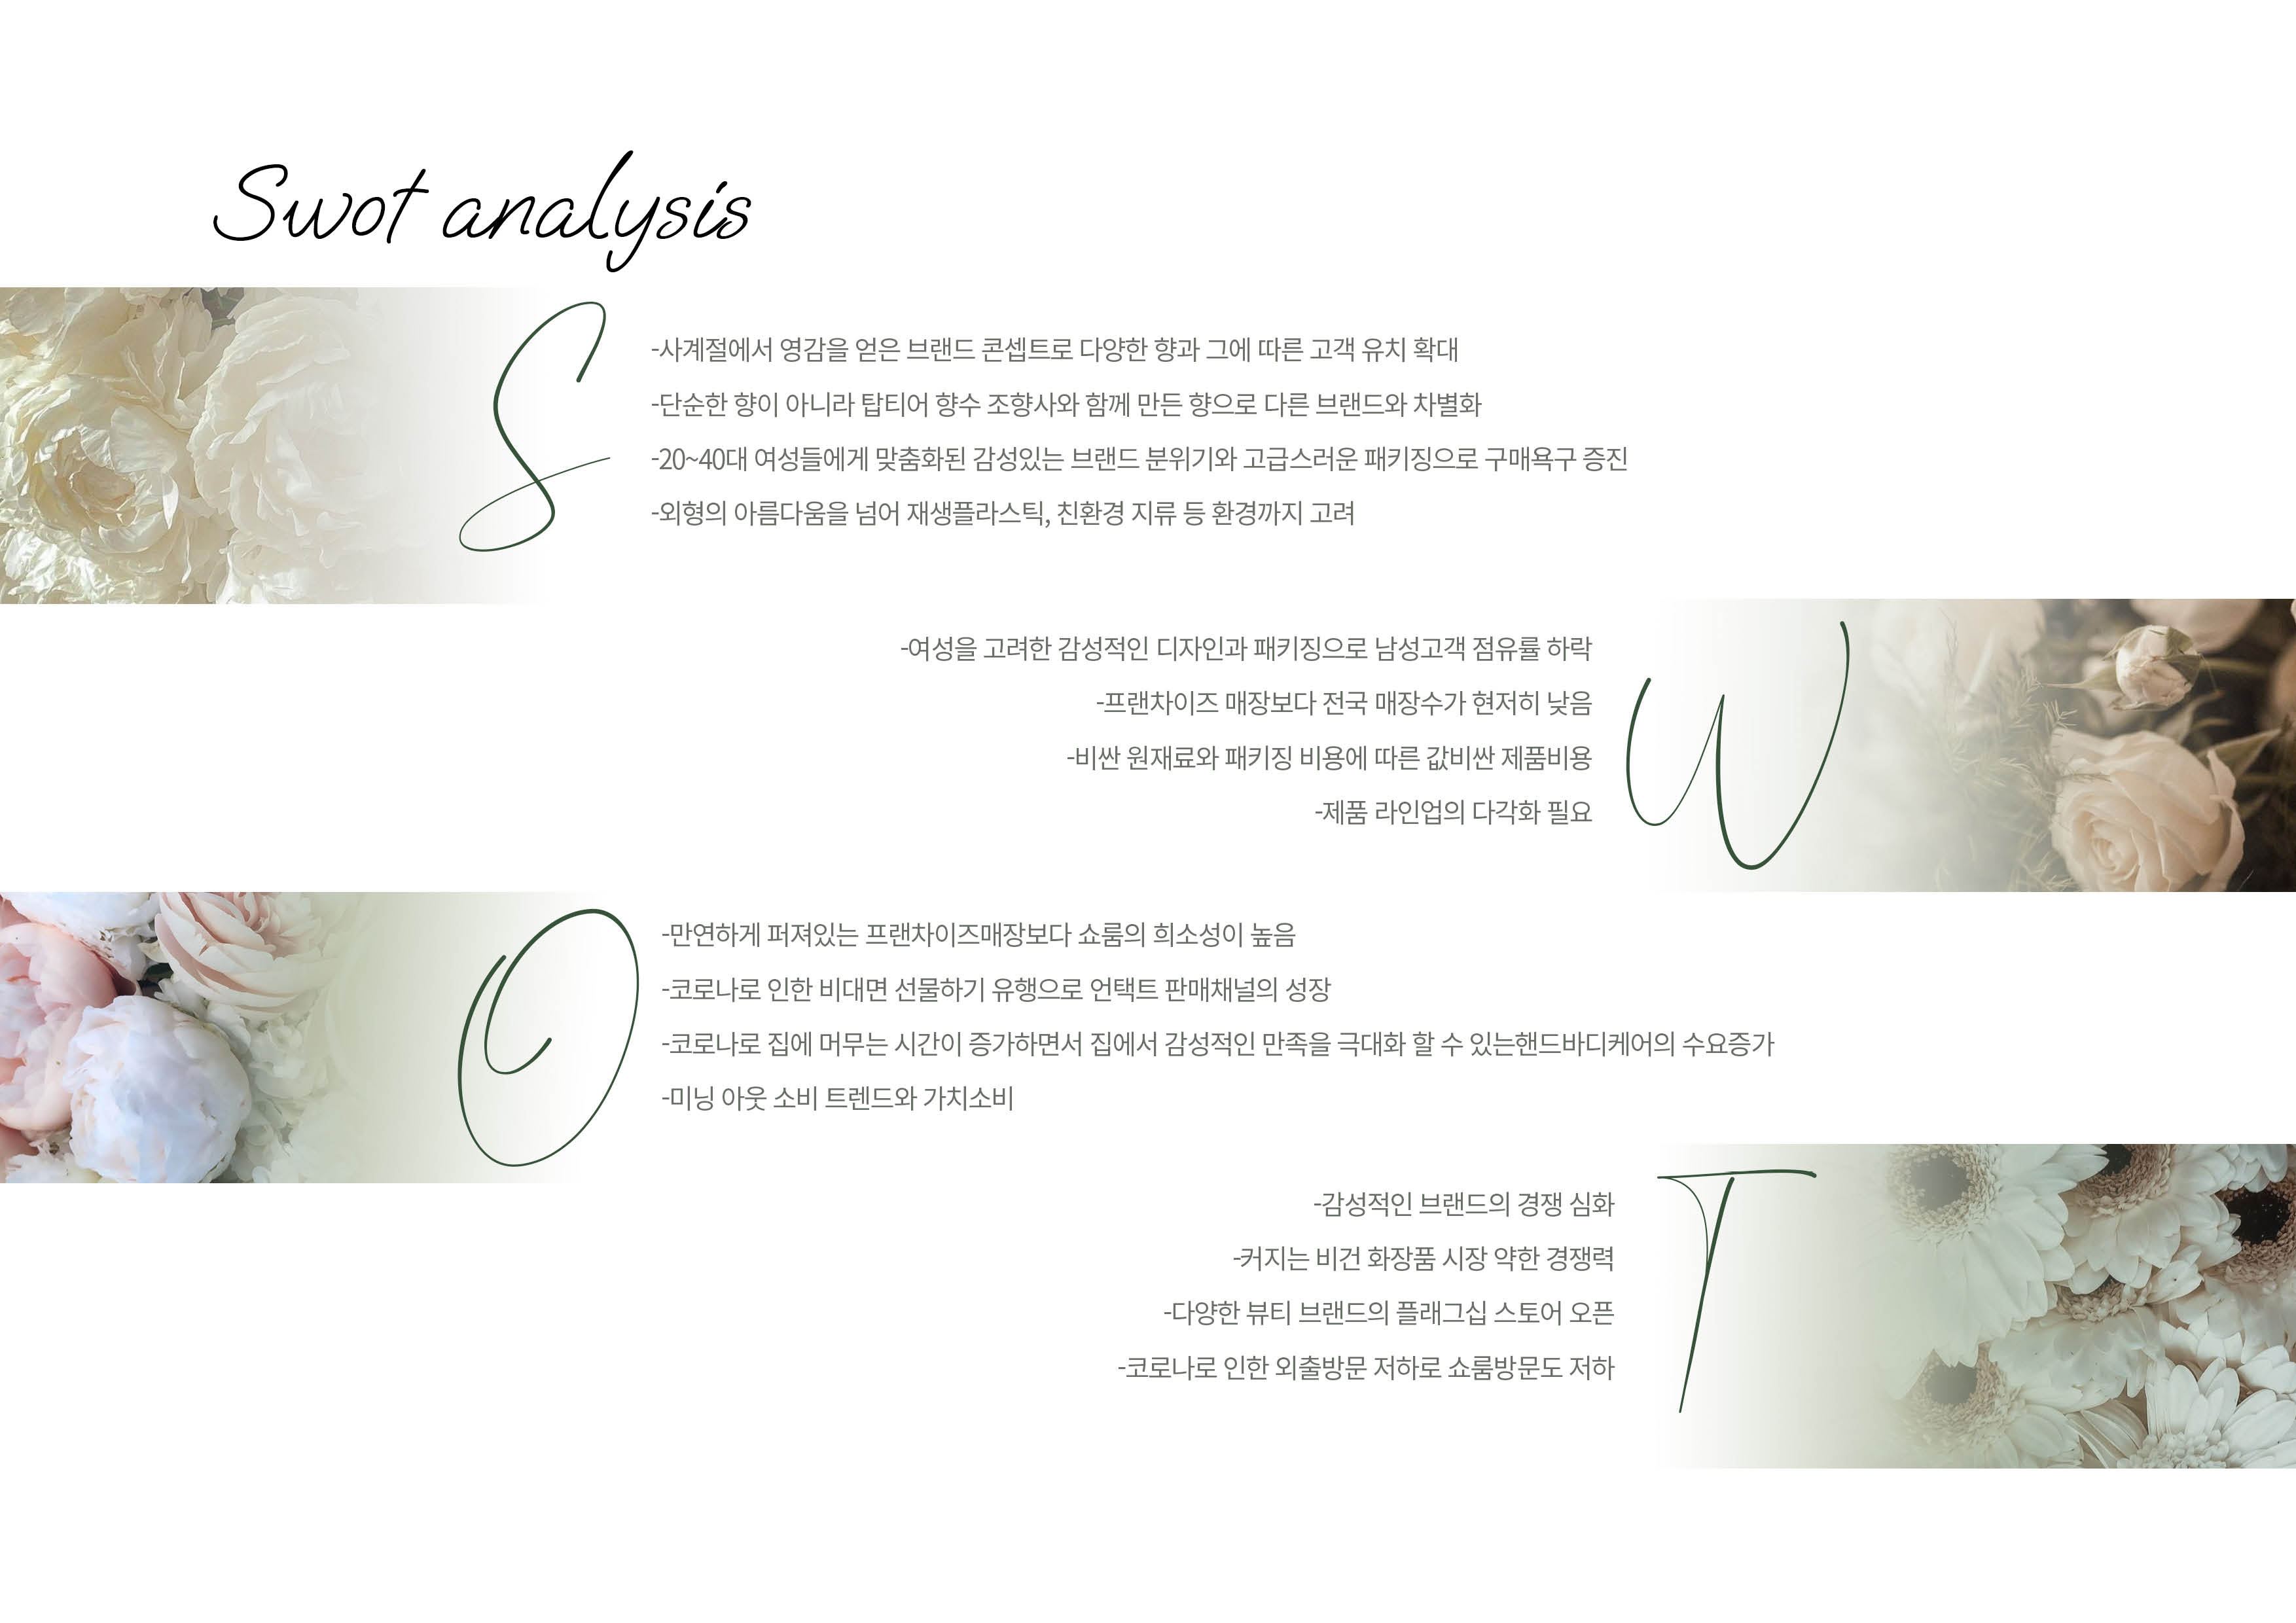 Swot analysis
S
-사계절에서 영감을 얻은 브랜드 콘셉트로 다양한 향과 그에 따른 고객 유치 확대
-단순한 향이 아니라 탑티어 향수 조향사와 함께 만든 향으로 다른 브랜드와 차별화
-20~40대 여성들에게 맞춤화된 감성있는 브랜드 분위기와 고급스러운 패키징으로 구매욕구 증진
-외형의 아름다움을 넘어 재생플라스틱, 친환경 지류 등 환경까지 고려
W
-여성을 고려한 감성적인 디자인과 패키징으로 남성고객 점유률 하락
-프랜차이즈 매장보다 전국 매장수가 현저히 낮음
-비싼 원재료와 패키징 비용에 따른 값비싼 제품비용
-제품 라인업의 다각화 필요
O
-만연하게 퍼져있는 프랜차이즈매장보다 쇼룸의 희소성이 높음
-코로나로 인한 비대면 선물하기 유행으로 언택트 판매채널의 성장
-코로나로 집에 머무는 시간이 증가하면서 집에서 감성적인 만족을 극대화 할 수 있는핸드바디케어의 수요증가
-미닝 아웃 소비 트렌드와 가치소비
T
-감성적인 브랜드의 경쟁 심화
-커지는 비건 화장품 시장 약한 경쟁력
-다양한 뷰티 브랜드의 플래그십 스토어 오픈
-코로나로 인한 외출방문 저하로 쇼룸방문도 저하